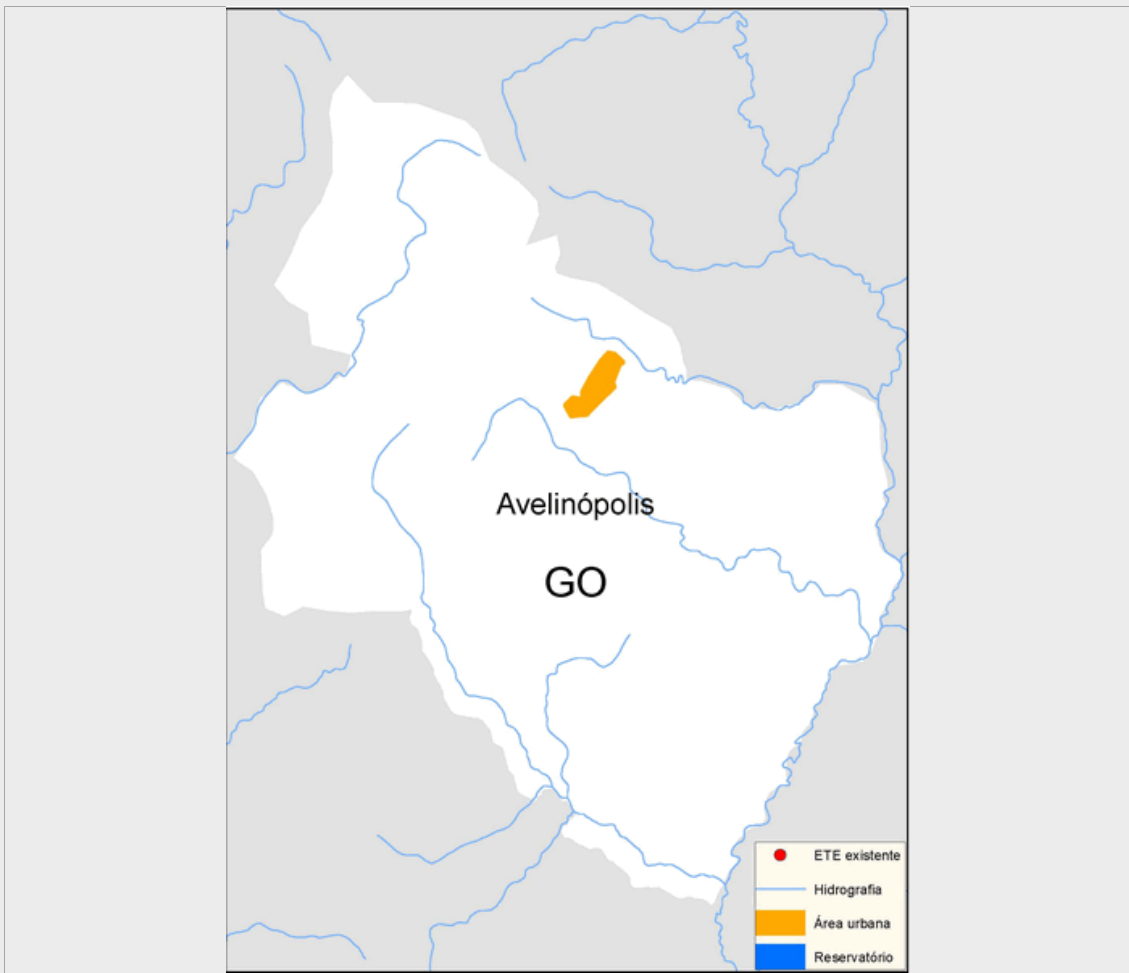 Avelinópolis
GO
ETE existente
Hidrografia
Área urbana
Reservatório